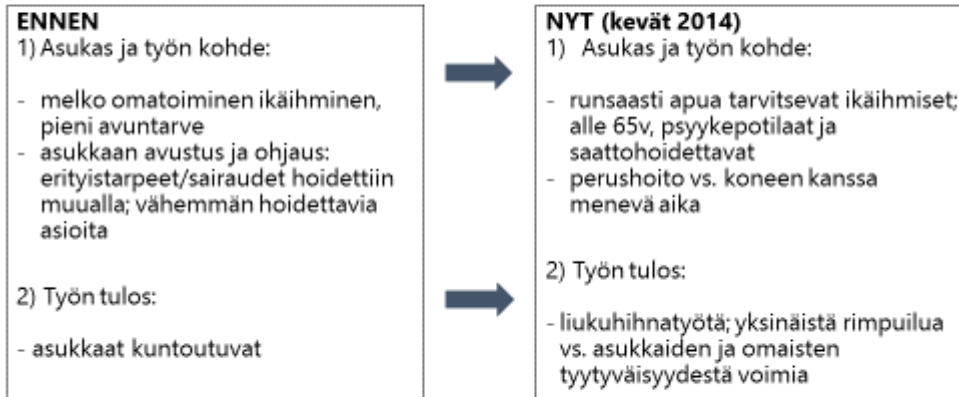 ENNEN
1) Asukas ja työn kohde:
- melko omatoiminen ikäihminen,
pieni avuntarve
- asukkaan avustus ja ohjaus:
erityistarpeet/sairaudet hoidettiin
muualla; vähemmän hoidettavia
asioita
2) Työn tulos:
- asukkaat kuntoutuvat
NYT (kevät 2014)
1) Asukas ja työn kohde:
- runsaasti apua tarvitsevat ikäihmiset;
alle 65v, psyykepotilaat ja
saattohoidettavat
- perushoito vs. koneen kanssa
menevä aika
2) Työn tulos:
- liukuhihnatyötä; yksinäistä rimpuilua
vs. asukkaiden ja omaisten
tyytyväisyydestä voimia